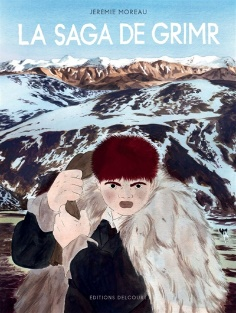 JÉRÉMIE MOREAU
LA SAGA DE GRIMR
ÉDITIONS DELCOURT